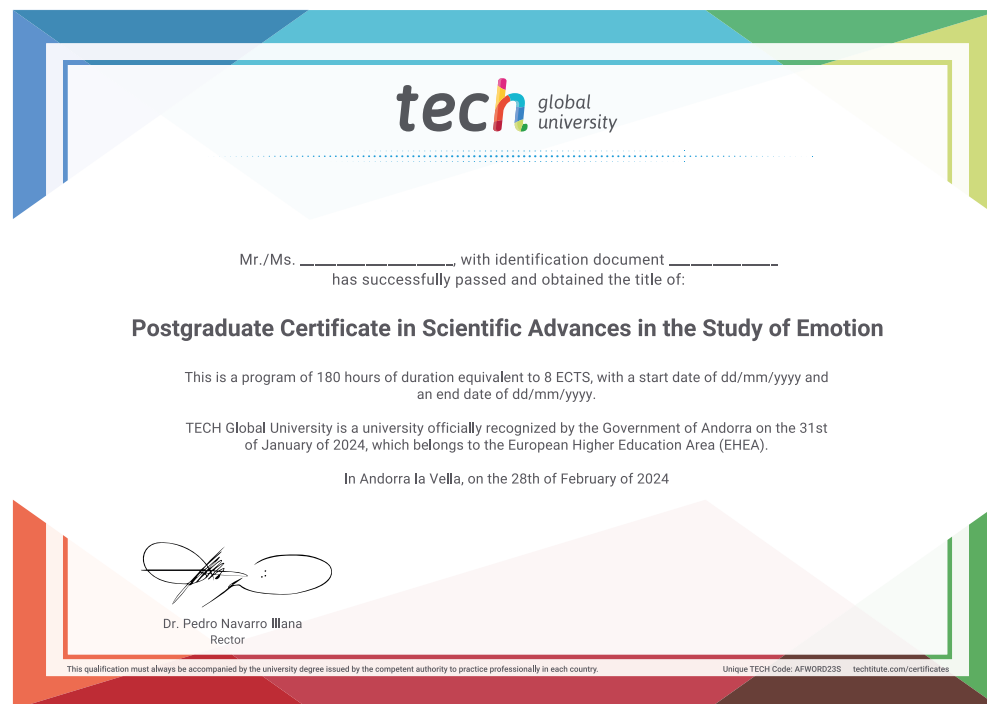 tech global
university
Mr./Ms. ____________________, with identification document ______________
has successfully passed and obtained the title of:
Postgraduate Certificate in Scientific Advances in the Study of Emotion
This is a program of 180 hours of duration equivalent to 8 ECTS, with a start date of dd/mm/yyyy and
an end date of dd/mm/yyyy.
TECH Global University is a university officially recognized by the Government of Andorra on the 31st
of January of 2024, which belongs to the European Higher Education Area (EHEA).
In Andorra la Vella, on the 28th of February of 2024
Dr. Pedro Navarro Illana
Rector
This qualification must always be accompanied by the university degree issued by the competent authority to practice professionally in each country.
Unique TECH Code: AFWORD23S techtitute.com/certificates